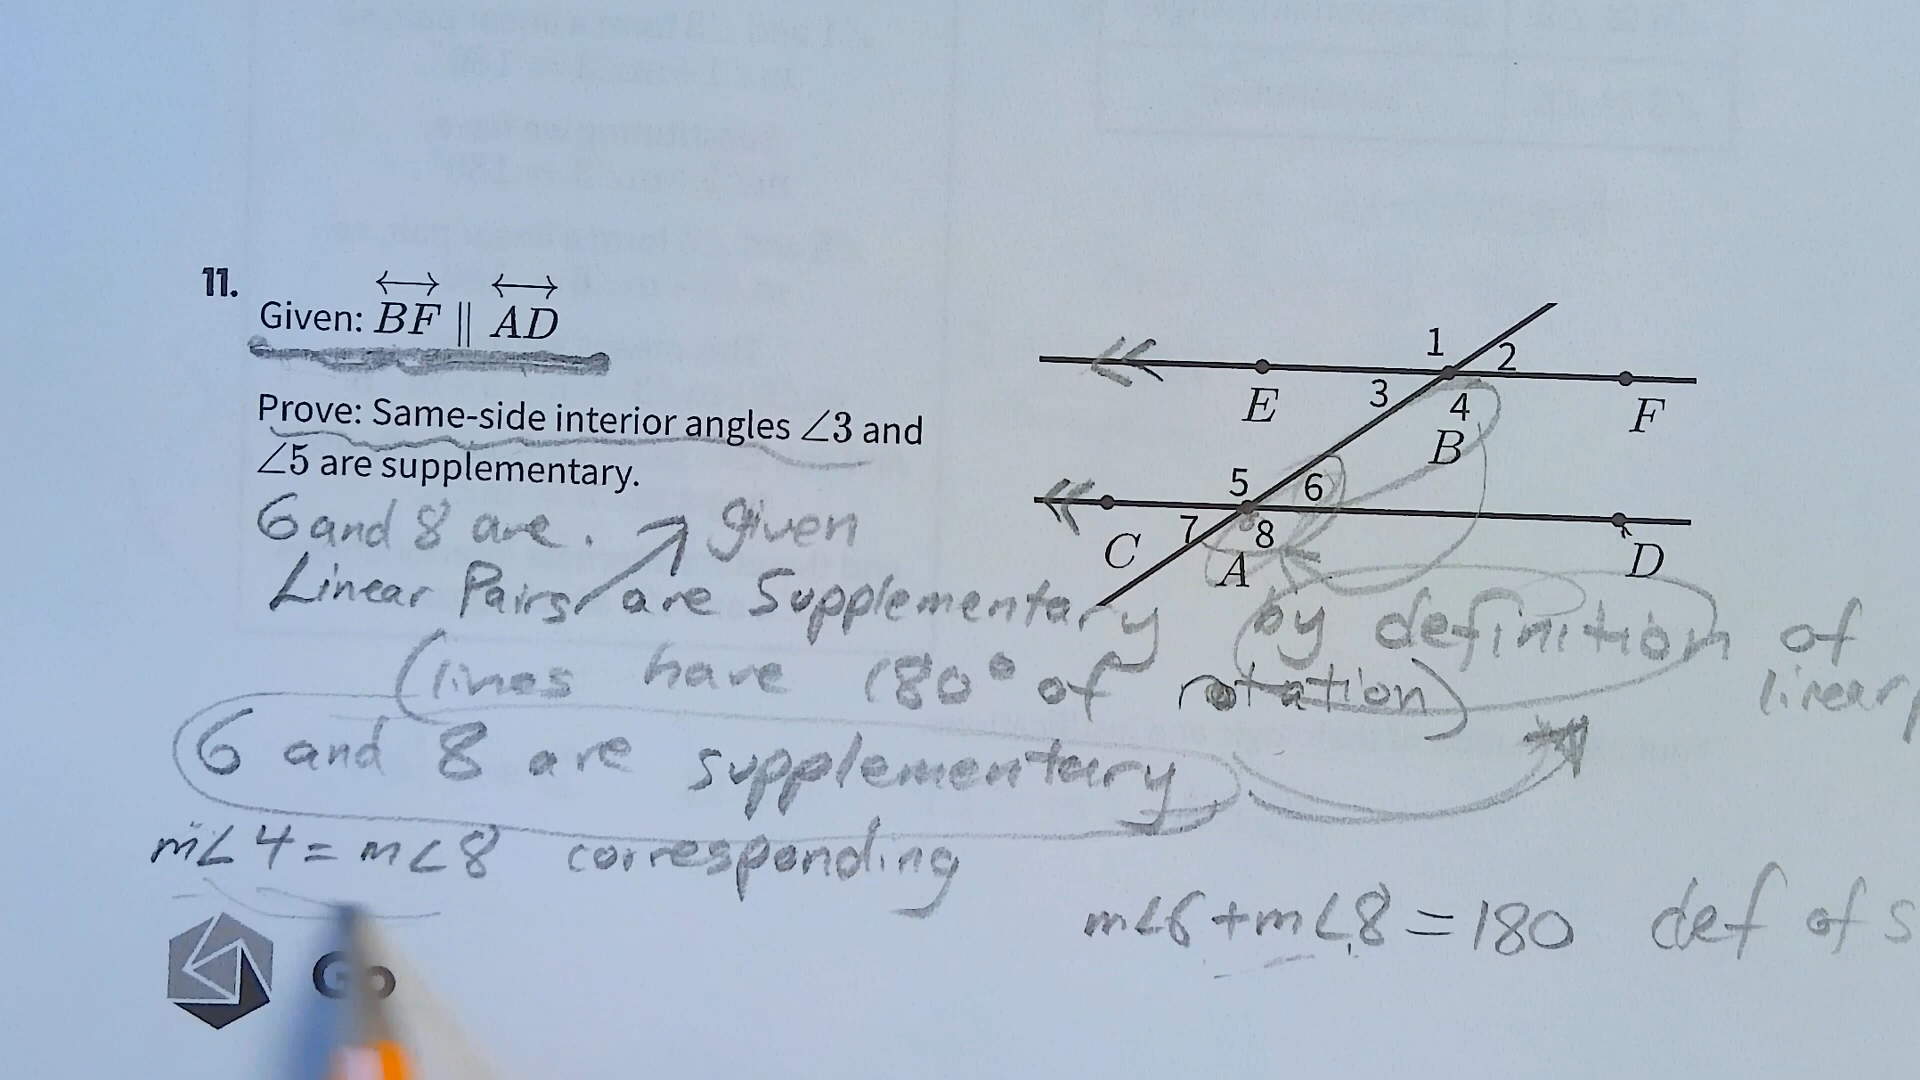 11.
Given: BF ∥ AD
Prove: Same-side interior angles ∠3 and
∠5 are supplementary.
1 2
E 3 4 F
B
5 6
C 7 8 D
A
6 and 8 are. given
Linear Pairs are Supplementary by definition of
linear
(lines have 180° of rotation)
6 and 8 are supplementary
m∠4 = m∠8 corresponding
m∠6 + m∠8 = 180 def of s
Go